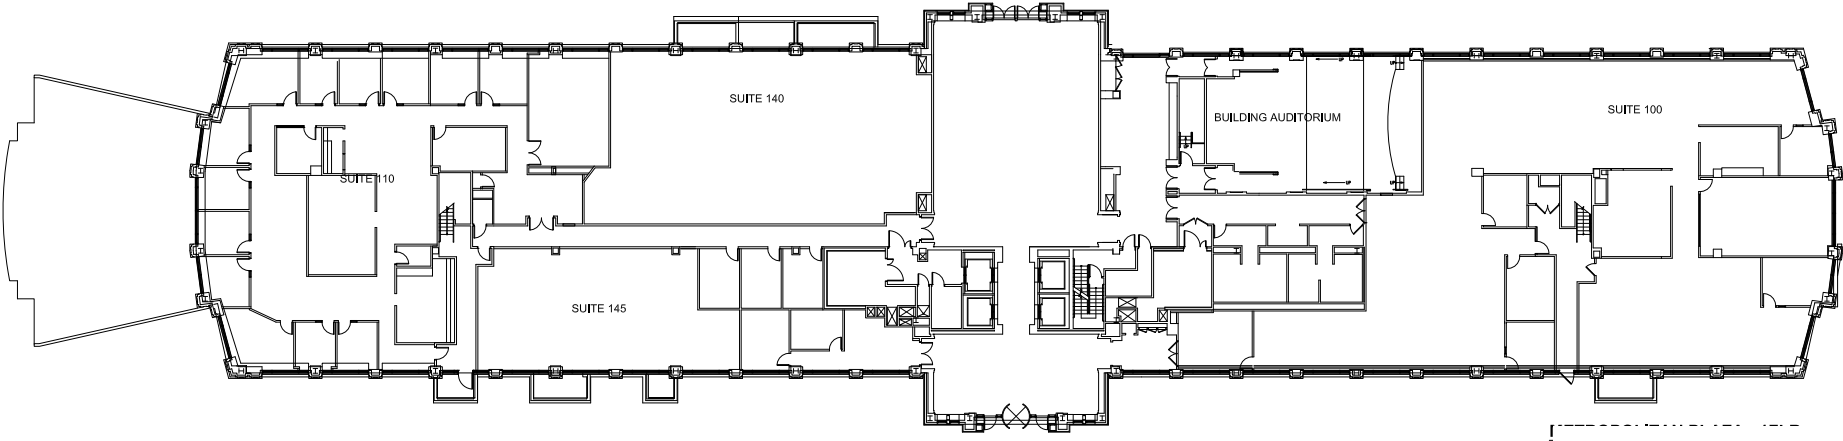 SUITE 140
SUITE 100
BUILDING AUDITORIUM
SUITE 110
SUITE 145